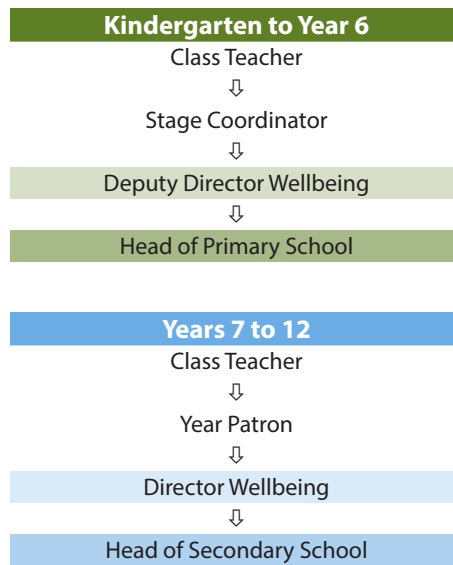 Kindergarten to Year 6
Class Teacher
⇩
Stage Coordinator
⇩
Deputy Director Wellbeing
⇩
Head of Primary School
Years 7 to 12
Class Teacher
⇩
Year Patron
⇩
Director Wellbeing
⇩
Head of Secondary School